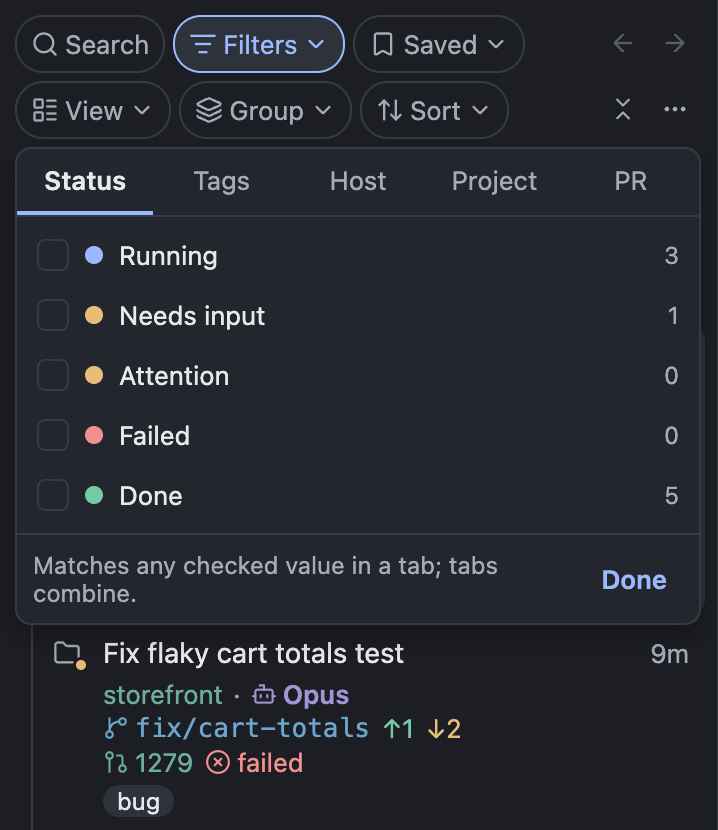 Search Filters Saved
View Group Sort
Status Tags Host Project PR
Running 3
Needs input 1
Attention 0
Failed 0
Done 5
Matches any checked value in a tab; tabs
combine.
Done
Fix flaky cart totals test 9m
storefront · Opus
fix/cart-totals ↑1 ↓2
1279 failed
bug